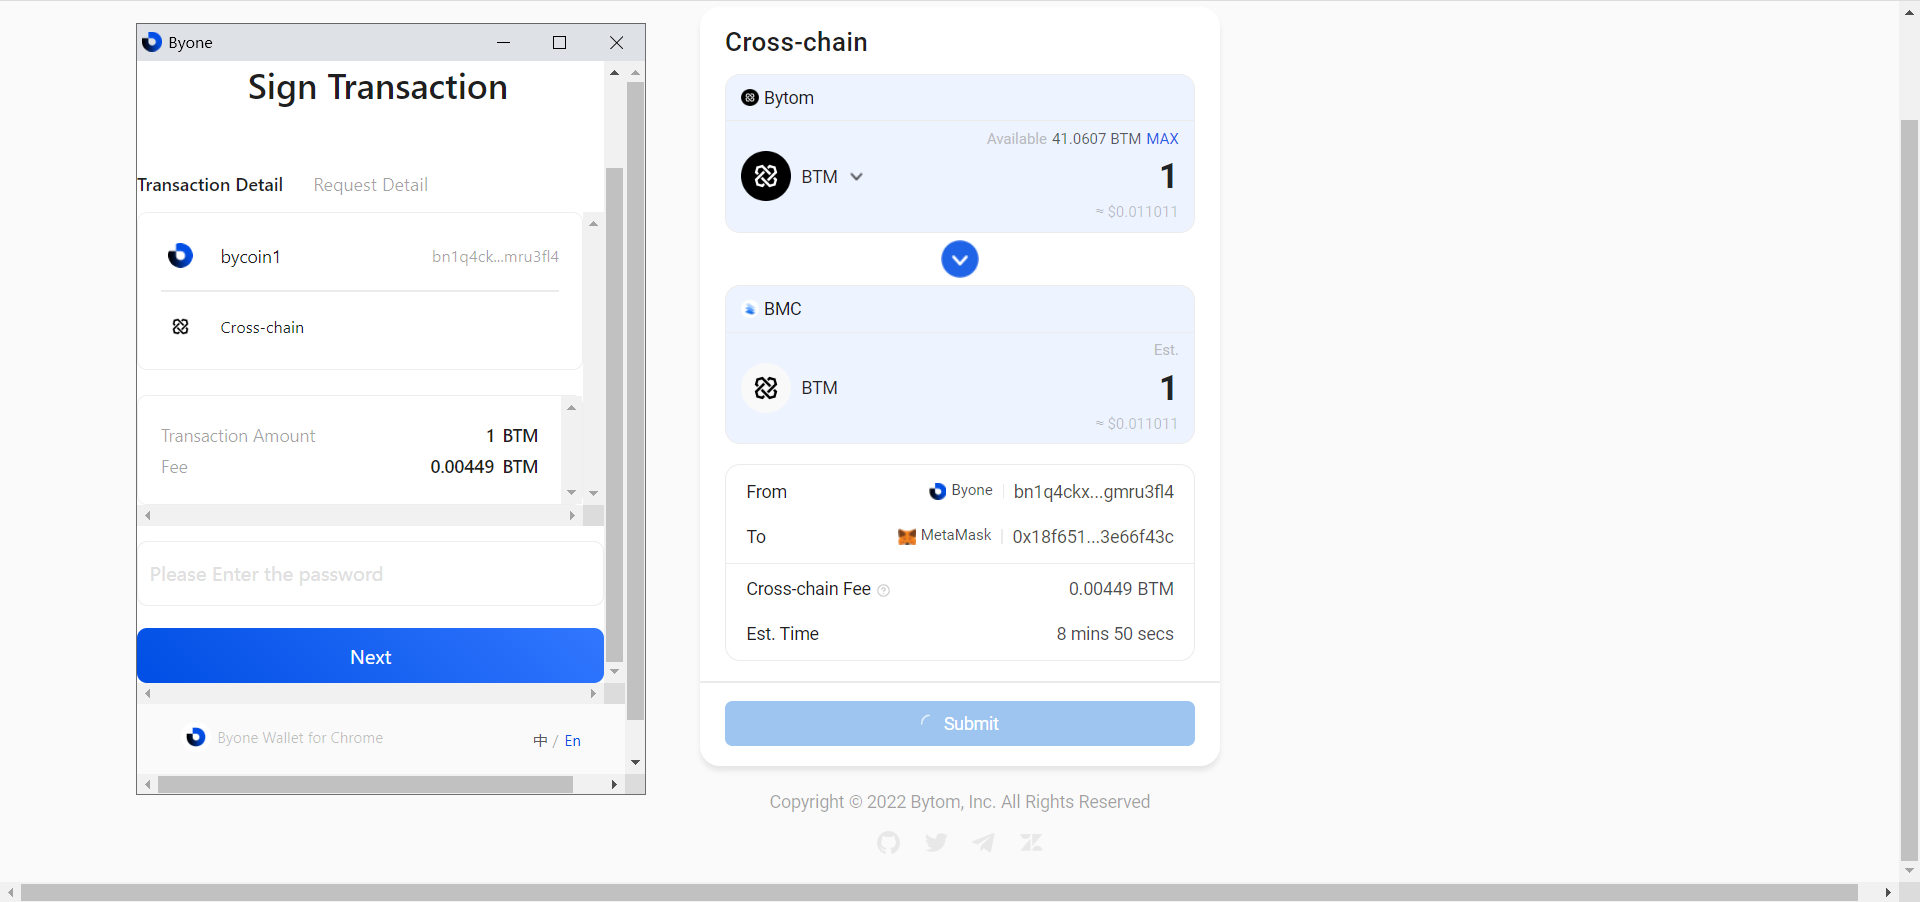 Byone
Sign Transaction
Transaction Detail Request Detail
bycoin1 bn1q4ck...mru3fl4
Cross-chain
Transaction Amount 1 BTM
Fee 0.00449 BTM
Please Enter the password
Next
Byone Wallet for Chrome 中 / En
Cross-chain
Bytom
Available 41.0607 BTM MAX
BTM 1
≈ $0.011011
BMC
Est.
BTM 1
≈ $0.011011
From Byone bn1q4ckx...gmru3fl4
To MetaMask 0x18f651...3e66f43c
Cross-chain Fee 0.00449 BTM
Est. Time 8 mins 50 secs
Submit
Copyright © 2022 Bytom, Inc. All Rights Reserved